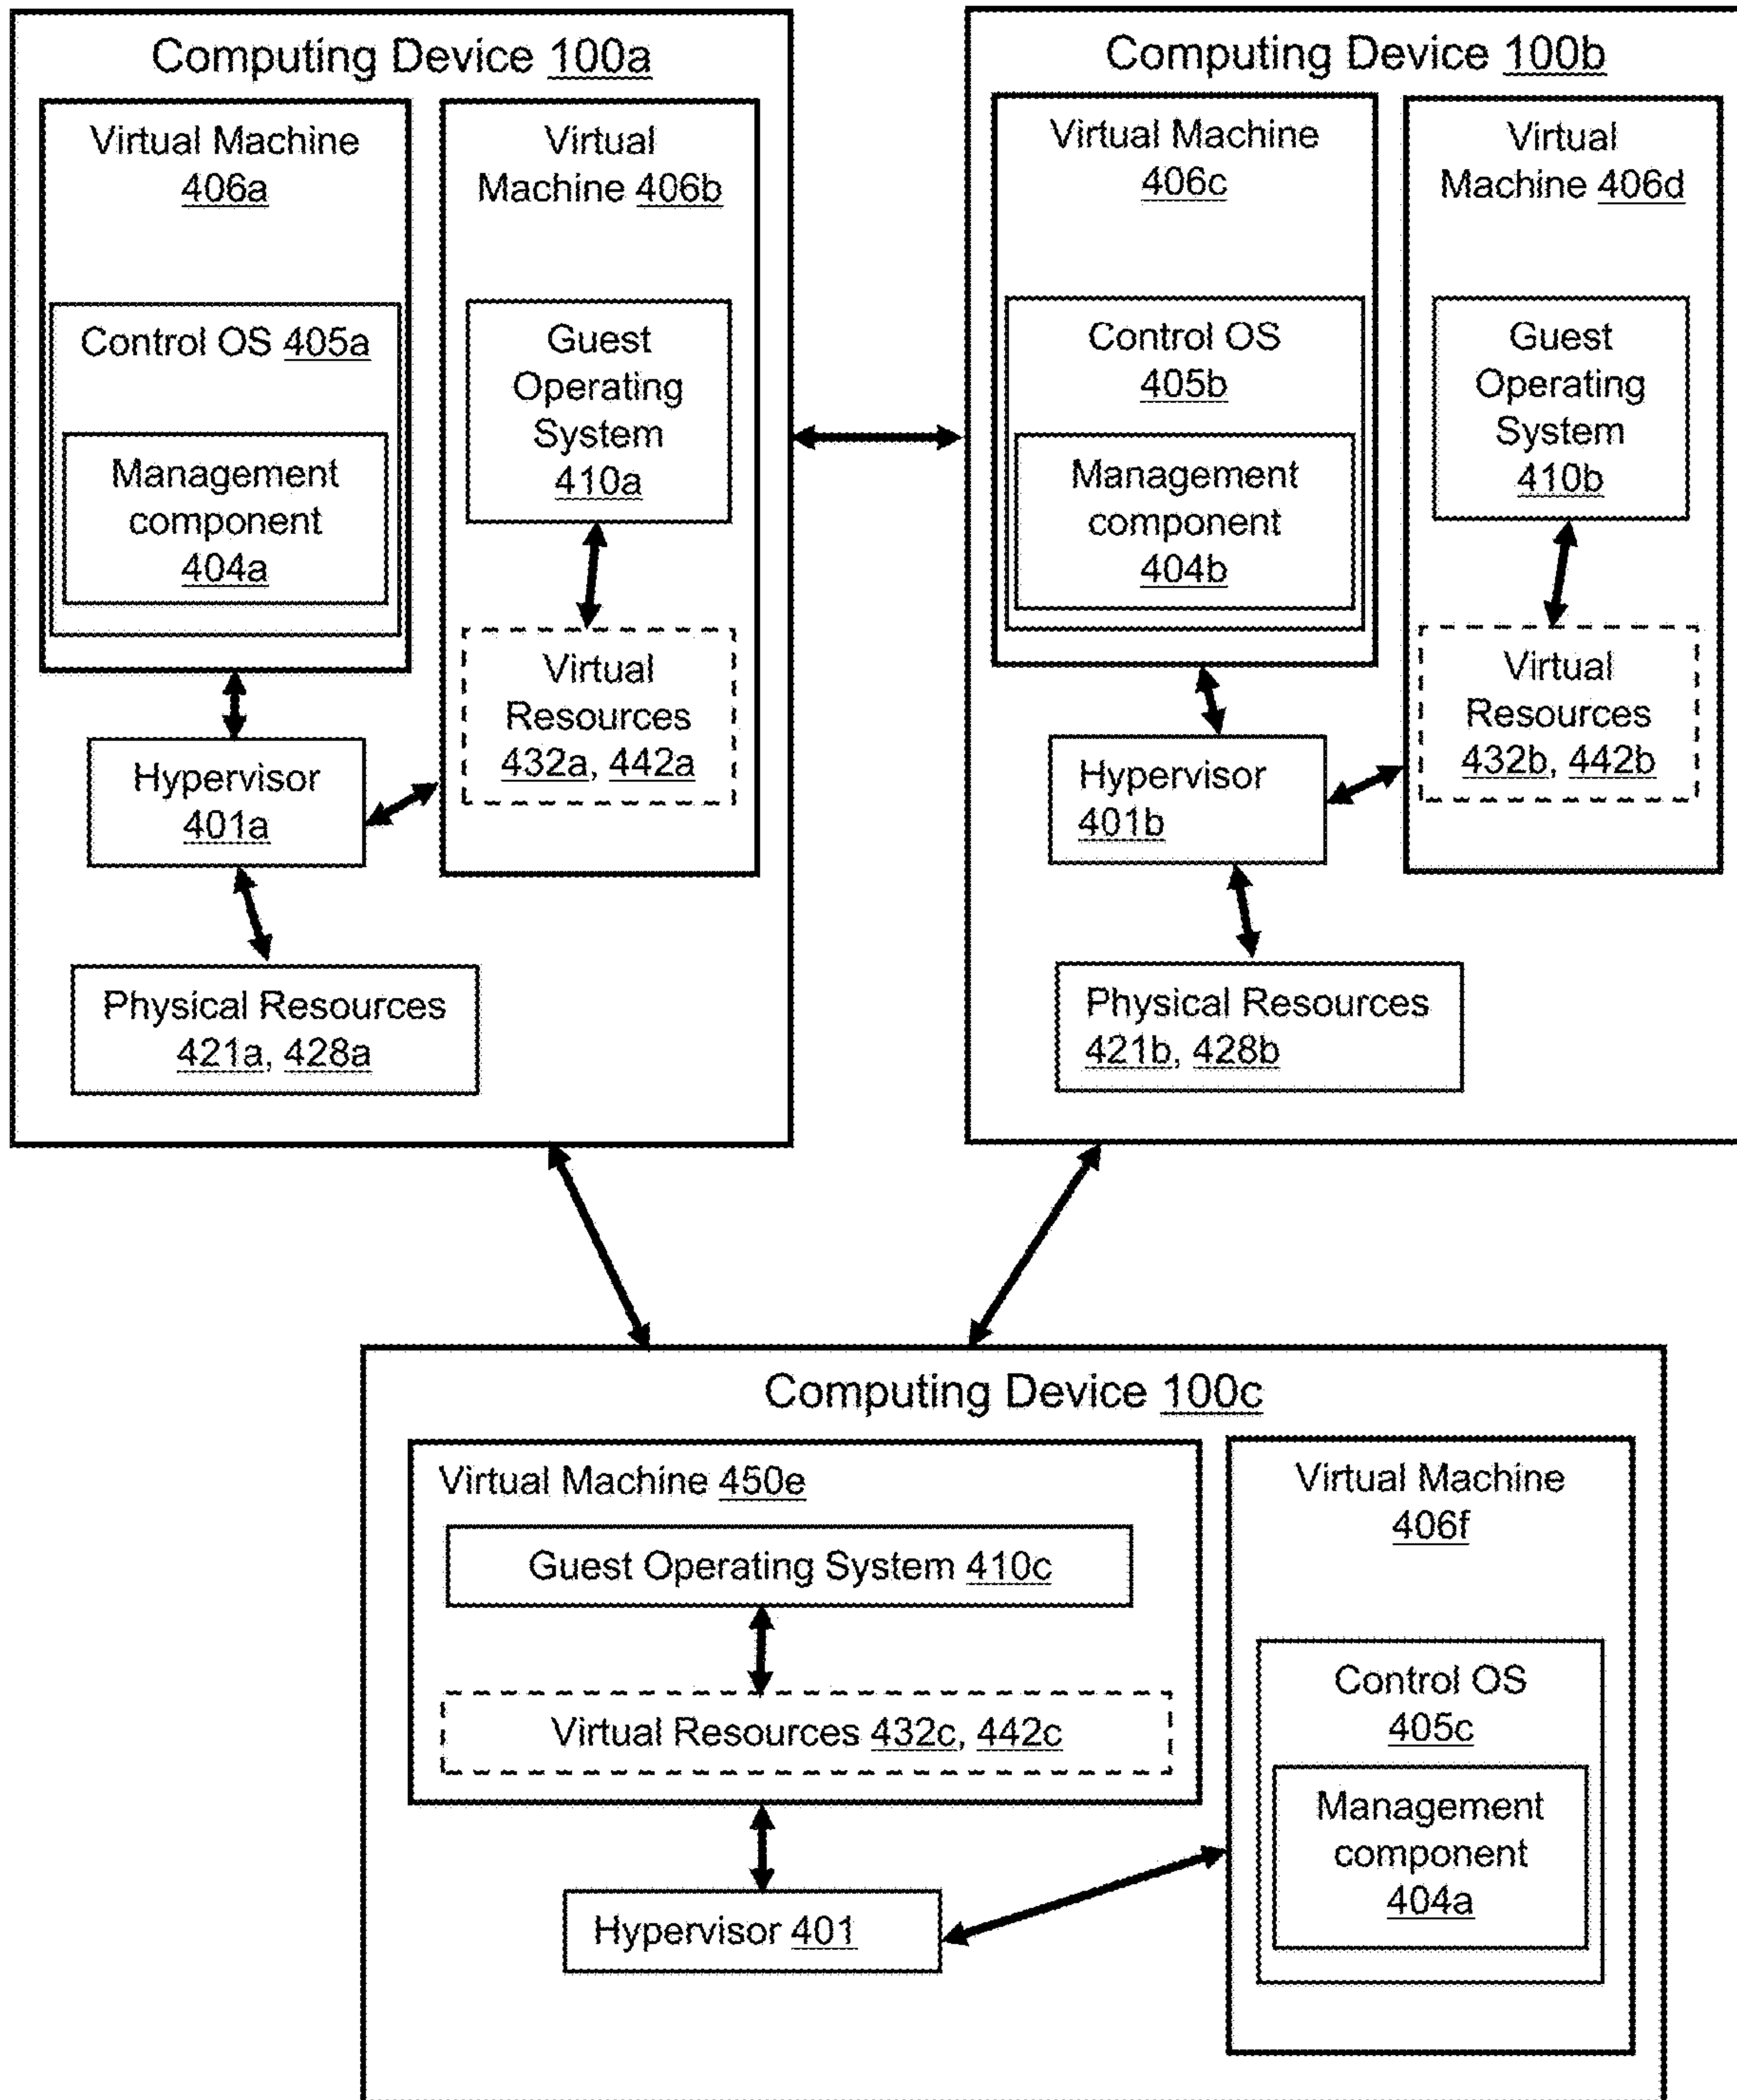 Computing Device 100a
Virtual Machine
406a
Control OS 405a
Management
component
404a
Virtual
Machine 406b
Guest
Operating
System
410a
Virtual
Resources
432a, 442a
Hypervisor
401a
Physical Resources
421a, 428a
Computing Device 100b
Virtual Machine
406c
Control OS
405b
Management
component
404b
Virtual
Machine 406d
Guest
Operating
System
410b
Virtual
Resources
432b, 442b
Hypervisor
401b
Physical Resources
421b, 428b
Computing Device 100c
Virtual Machine 450e
Guest Operating System 410c
Virtual Resources 432c, 442c
Hypervisor 401
Virtual Machine
406f
Control OS
405c
Management
component
404a